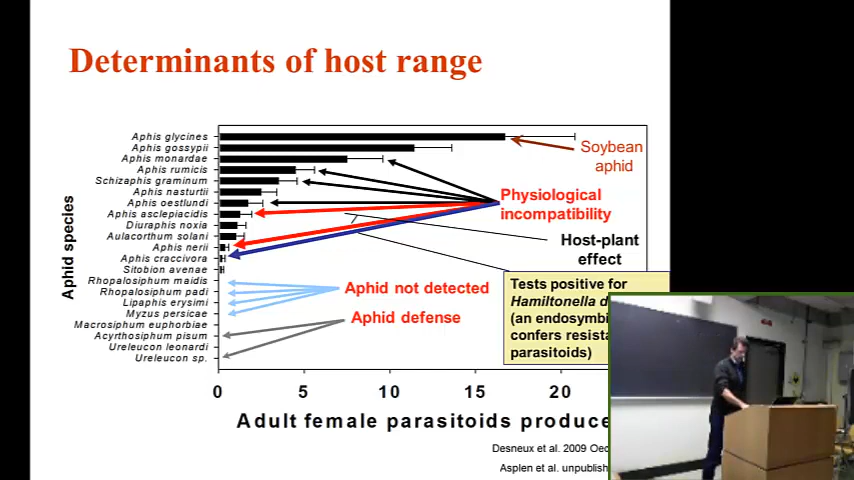 Determinants of host range
Aphid species
Aphis glycines
Aphis gossypii
Aphis monardae
Aphis rumicis
Schizaphis graminum
Aphis nasturtii
Aphis oestlundi
Aphis asclepiacidis
Diuraphis noxia
Aulacorthum solani
Aphis nerii
Aphis craccivora
Sitobion avenae
Rhopalosiphum maidis
Rhopalosiphum padi
Lipaphis erysimi
Myzus persicae
Macrosiphum euphorbiae
Acyrthosiphon pisum
Ureleucon leonardi
Ureleucon sp.
Soybean
aphid
Physiological
incompatibility
Host-plant
effect
Tests positive for
Hamiltonella d
(an endosymbi
confers resista
parasitoids)
Aphid not detected
Aphid defense
0 5 10 15 20
Adult female parasitoids produce
Desneux et al. 2009 Oec
Asplen et al. unpublish